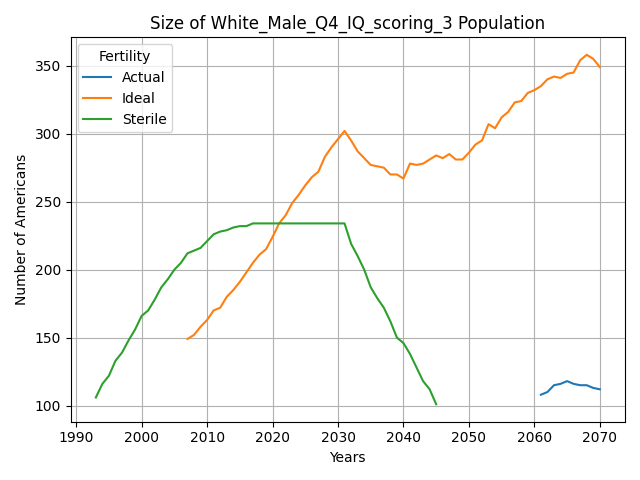 Size of White_Male_Q4_IQ_scoring_3 Population
Fertility
Actual
Ideal
Sterile
Number of Americans
350
300
250
200
150
100
1990 2000 2010 2020 2030 2040 2050 2060 2070
Years